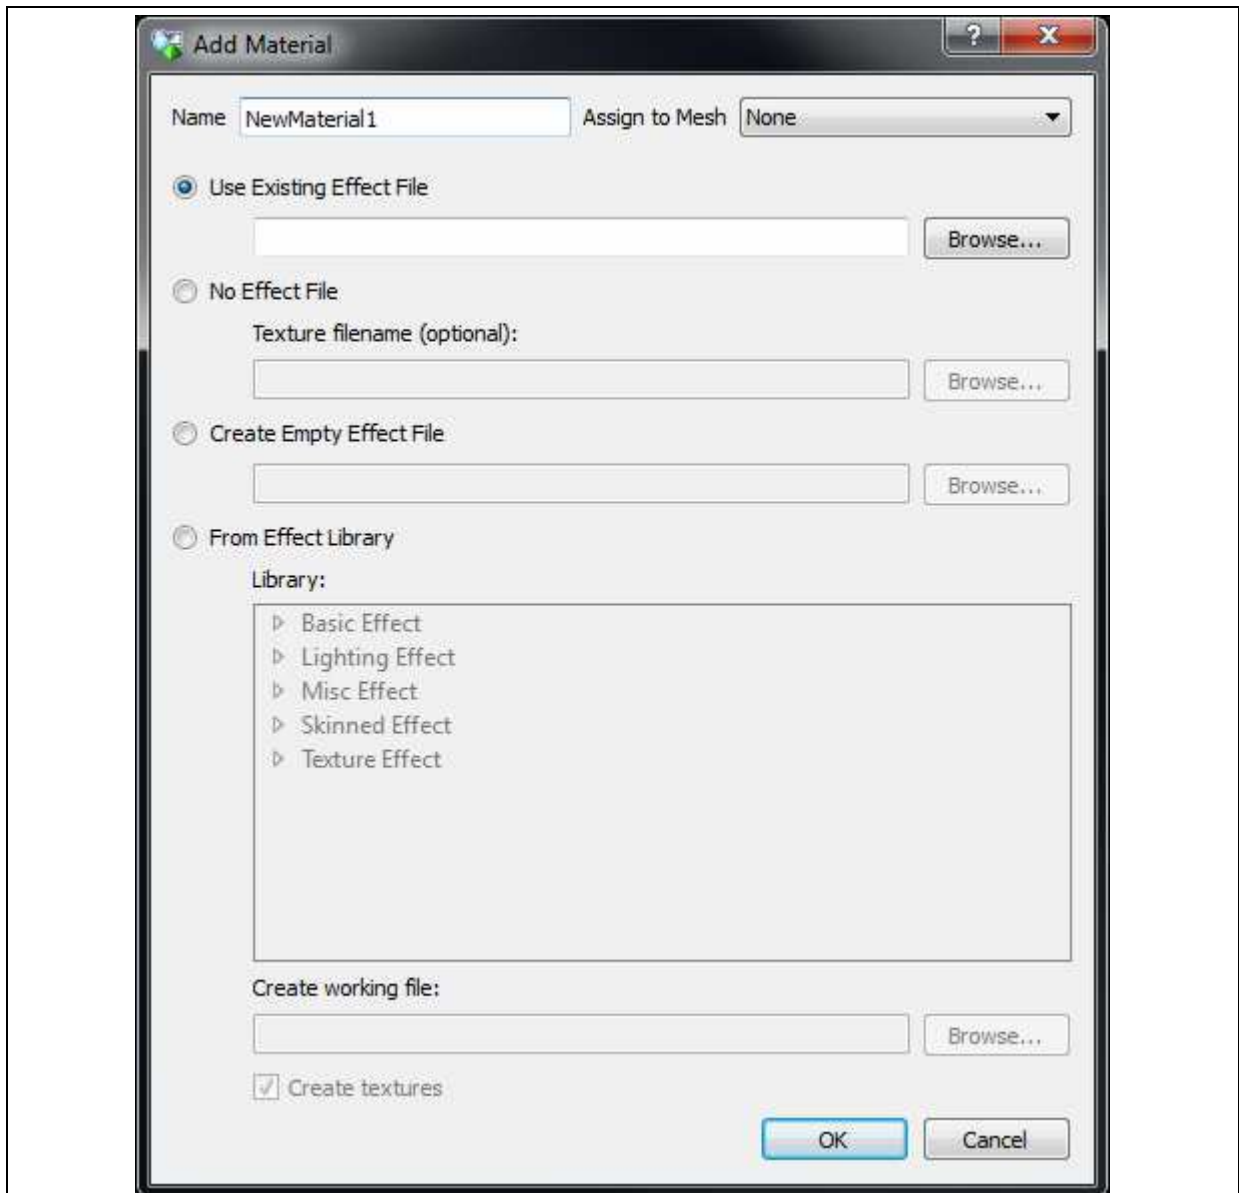 Add Material
Name NewMaterial1 Assign to Mesh None
Use Existing Effect File
Browse...
No Effect File
Texture filename (optional):
Browse...
Create Empty Effect File
Browse...
From Effect Library
Library:
Basic Effect
Lighting Effect
Misc Effect
Skinned Effect
Texture Effect
Create working file:
Browse...
Create textures
OK Cancel